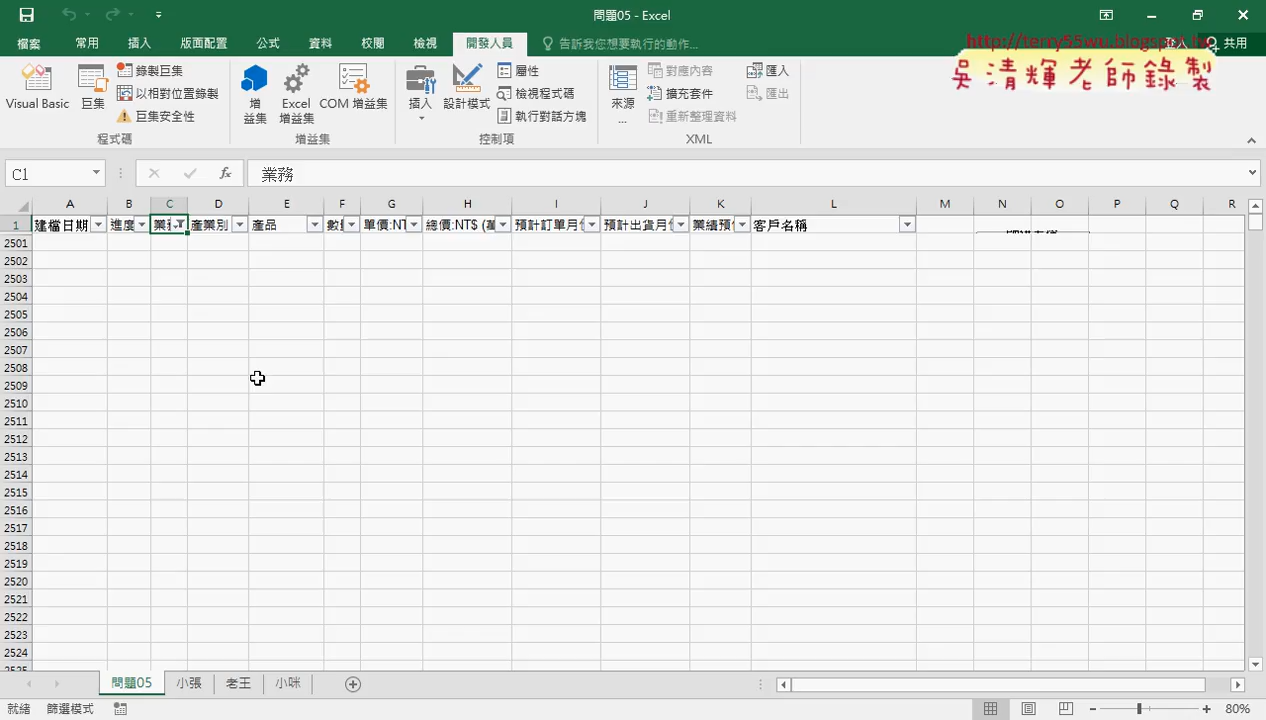 問題05 - Excel
http://terry55wu.blogspot.tw
吳清輝老師錄製
檔案 常用 插入 版面配置 公式 資料 校閱 檢視 開發人員 告訴我您想要執行的動作... 登入 共用
Visual Basic 巨集 錄製巨集 以相對位置錄製 巨集安全性
增益集 Excel 增益集 COM 增益集
插入 設計模式 屬性 檢視程式碼 執行對話方塊
來源 ... 對應內容 擴充套件 重新整理資料 匯入 匯出
程式碼 增益集 控制項 XML
C1 fx 業務
A B C D E F G H I J K L M N O P Q R
1 建檔日期 進度 產業別 產品 單價:NT 總價:NT$ (萬 預計訂單月份 預計出貨月份 業績預估 客戶名稱
2501
2502
2503
2504
2505
2506
2507
2508
2509
2510
2511
2512
2513
2514
2515
2516
2517
2518
2519
2520
2521
2522
2523
2524
2525
問題05 小張 老王 小咪
就緒 篩選模式 80%